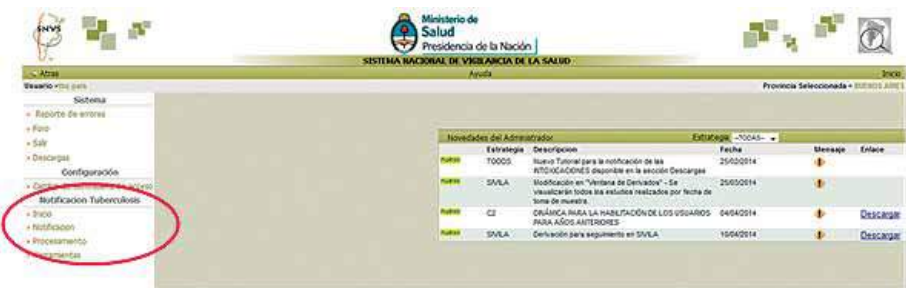 SNVS
Ministerio de
Salud
Presidencia de la Nación
SISTEMA NACIONAL DE VIGILANCIA DE LA SALUD
Atras
Ayuda
Inicio
Usuario
Provincia Seleccionada • BUENOS AIRES
Sistema
Reporte de errores
Foro
Salir
Descargas
Configuración
acceso
Notificacion Tuberculosis
Inicio
Notificacion
Procesamiento
Herramientas
Novedades del Administrador
Estrategia --TODAS--
Estrategia Descripcion Fecha Mensaje Enlace
Nuevo TODOS Nuevo Tutorial para la notificación de las 25/02/2014
INTOXICACIONES disponible en la sección Descargas
Nuevo SIVILA Modificación en "Ventana de Derivados" - Se 25/03/2014
visualizarán todos los estudios realizados por fecha de
toma de muestra.
Nuevo C2 DINÁMICA PARA LA HABILITACIÓN DE LOS USUARIOS 04/04/2014 Descargar
PARA AÑOS ANTERIORES
Nuevo SIVILA Derivación para seguimiento en SIVILA 10/04/2014 Descargar